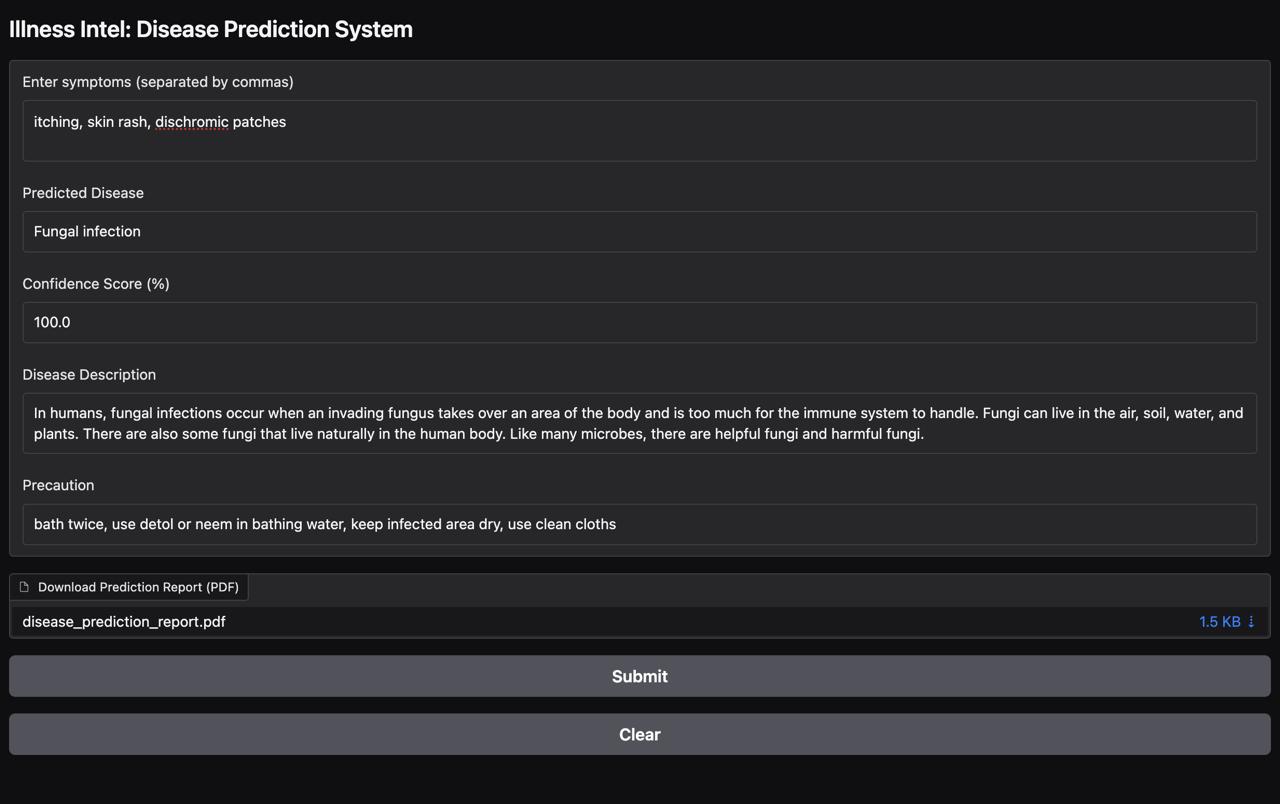 Illness Intel: Disease Prediction System
Enter symptoms (separated by commas)
itching, skin rash, dischromic patches
Predicted Disease
Fungal infection
Confidence Score (%)
100.0
Disease Description
In humans, fungal infections occur when an invading fungus takes over an area of the body and is too much for the immune system to handle. Fungi can live in the air, soil, water, and
plants. There are also some fungi that live naturally in the human body. Like many microbes, there are helpful fungi and harmful fungi.
Precaution
bath twice, use detol or neem in bathing water, keep infected area dry, use clean cloths
Download Prediction Report (PDF)
disease_prediction_report.pdf 1.5 KB ⇣
Submit
Clear